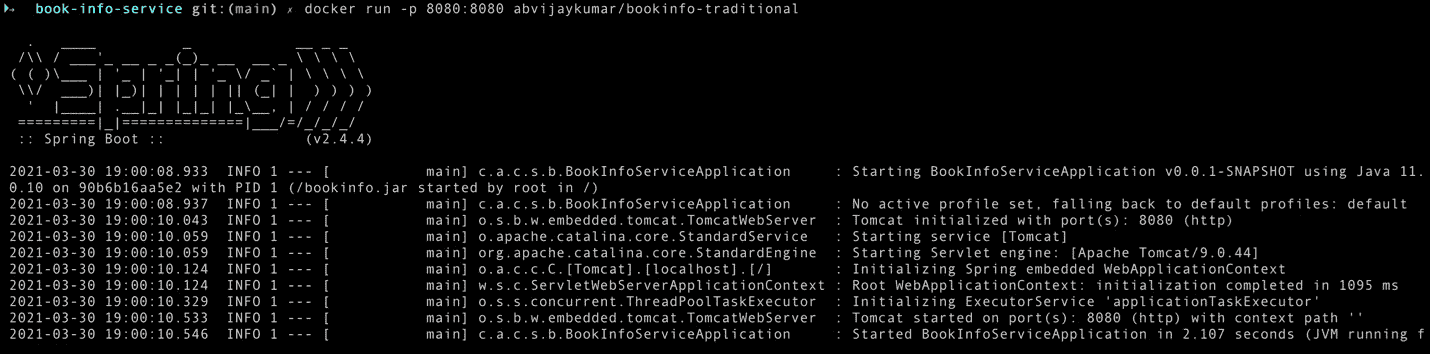 book-info-service git:(main) ✗ docker run -p 8080:8080 abvijaykumar/bookinfo-traditional
  .   ____          _            __ _ _
 /\\ / ___'_ __ _ _(_)_ __  __ _ \ \ \ \
( ( )\___ | '_ | '_| | '_ \/ _` | \ \ \ \
 \\/  ___)| |_)| | | | | || (_| |  ) ) ) )
  '  |____| .__|_| |_|_| |_\__, | / / / /
 =========|_|==============|___/=/_/_/_/
 :: Spring Boot ::                (v2.4.4)
2021-03-30 19:00:08.933  INFO 1 --- [           main] c.a.c.s.b.BookInfoServiceApplication     : Starting BookInfoServiceApplication v0.0.1-SNAPSHOT using Java 11.
0.10 on 90b6b16aa5e2 with PID 1 (/bookinfo.jar started by root in /)
2021-03-30 19:00:08.937  INFO 1 --- [           main] c.a.c.s.b.BookInfoServiceApplication     : No active profile set, falling back to default profiles: default
2021-03-30 19:00:10.043  INFO 1 --- [           main] o.s.b.w.embedded.tomcat.TomcatWebServer  : Tomcat initialized with port(s): 8080 (http)
2021-03-30 19:00:10.059  INFO 1 --- [           main] o.apache.catalina.core.StandardService   : Starting service [Tomcat]
2021-03-30 19:00:10.059  INFO 1 --- [           main] org.apache.catalina.core.StandardEngine  : Starting Servlet engine: [Apache Tomcat/9.0.44]
2021-03-30 19:00:10.124  INFO 1 --- [           main] o.a.c.c.C.[Tomcat].[localhost].[/]       : Initializing Spring embedded WebApplicationContext
2021-03-30 19:00:10.124  INFO 1 --- [           main] w.s.c.ServletWebServerApplicationContext : Root WebApplicationContext: initialization completed in 1095 ms
2021-03-30 19:00:10.329  INFO 1 --- [           main] o.s.s.concurrent.ThreadPoolTaskExecutor  : Initializing ExecutorService 'applicationTaskExecutor'
2021-03-30 19:00:10.533  INFO 1 --- [           main] o.s.b.w.embedded.tomcat.TomcatWebServer  : Tomcat started on port(s): 8080 (http) with context path ''
2021-03-30 19:00:10.546  INFO 1 --- [           main] c.a.c.s.b.BookInfoServiceApplication     : Started BookInfoServiceApplication in 2.107 seconds (JVM running f